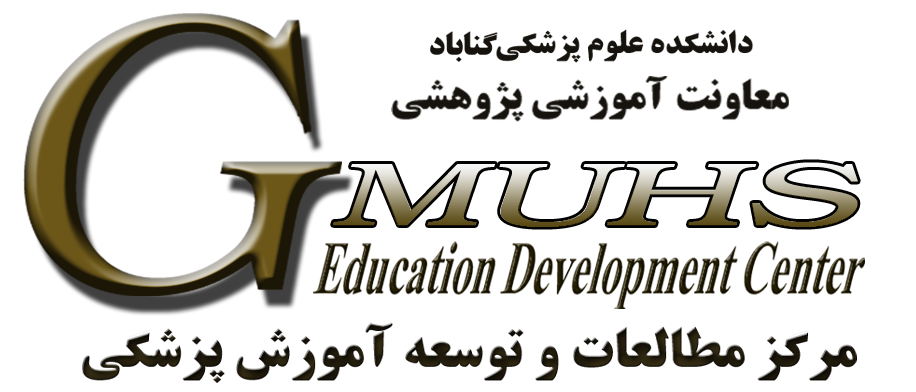 دانشکده علوم پزشکی گناباد
معاونت آموزشی پژوهشی
GMUHS
Education Development Center
مرکز مطالعات و توسعه آموزش پزشکی